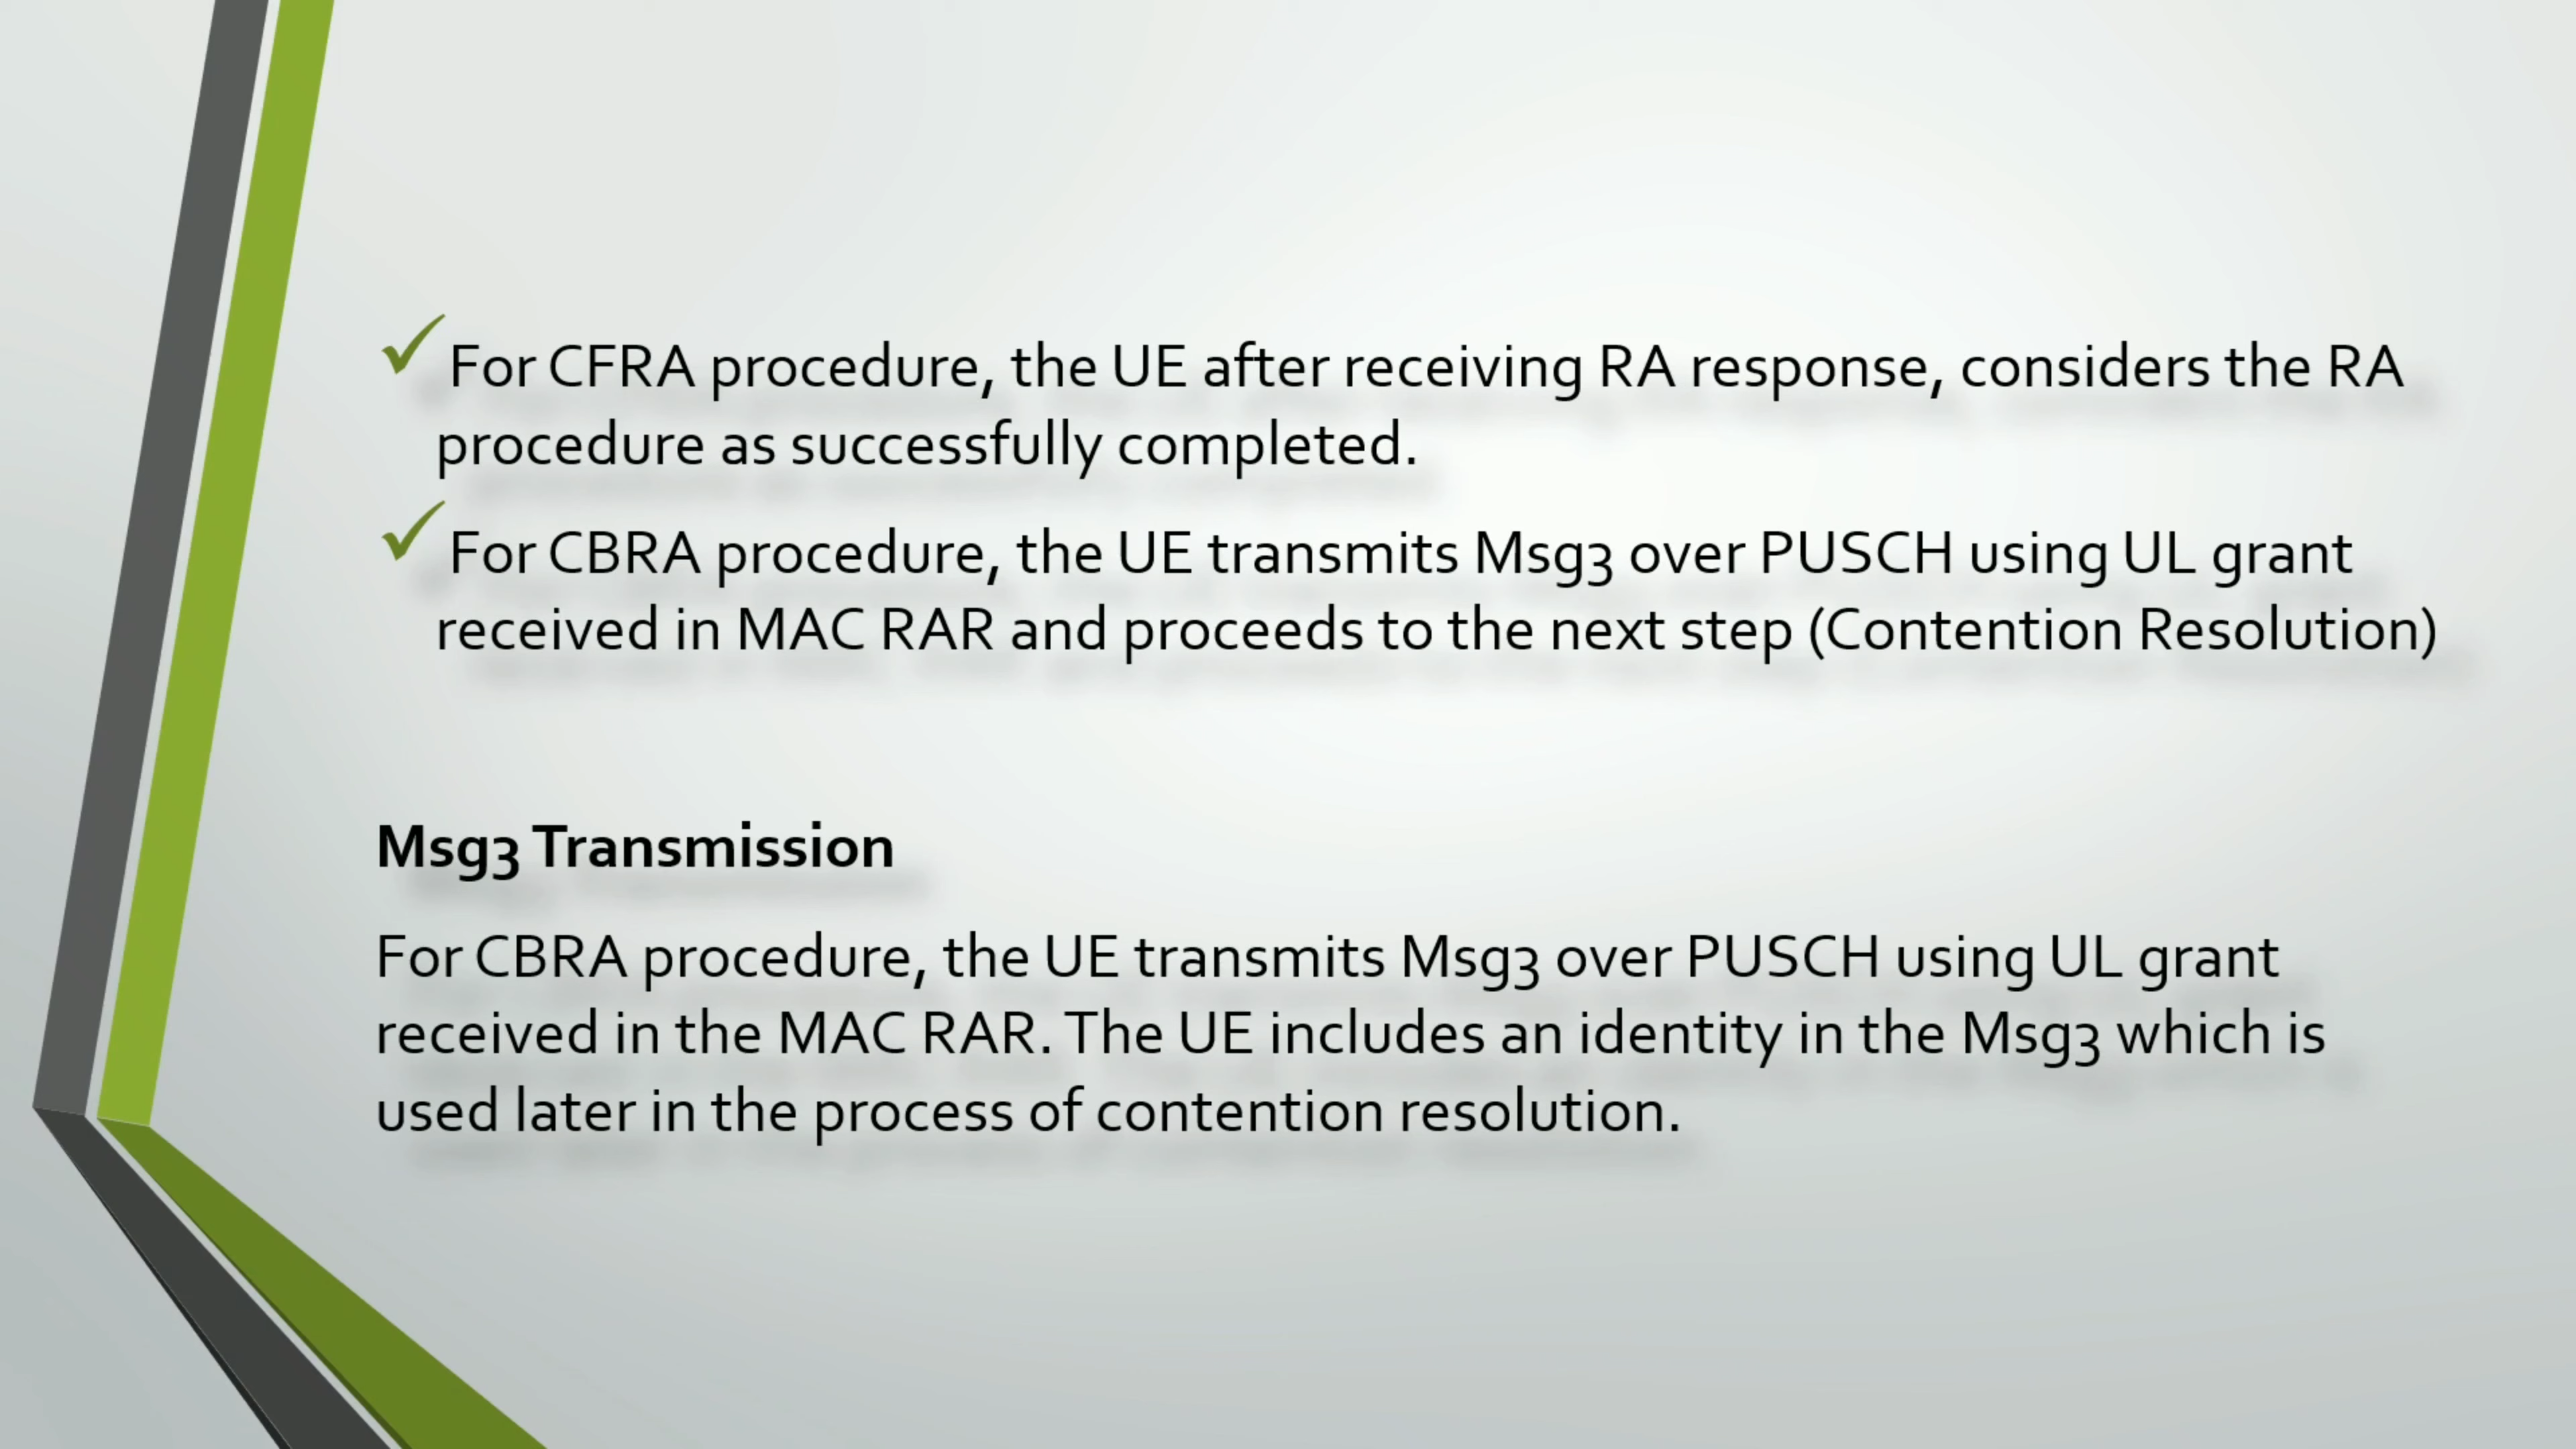 ✓ For CFRA procedure, the UE after receiving RA response, considers the RA
procedure as successfully completed.
✓ For CBRA procedure, the UE transmits Msg3 over PUSCH using UL grant
received in MAC RAR and proceeds to the next step (Contention Resolution)
Msg3 Transmission
For CBRA procedure, the UE transmits Msg3 over PUSCH using UL grant
received in the MAC RAR. The UE includes an identity in the Msg3 which is
used later in the process of contention resolution.